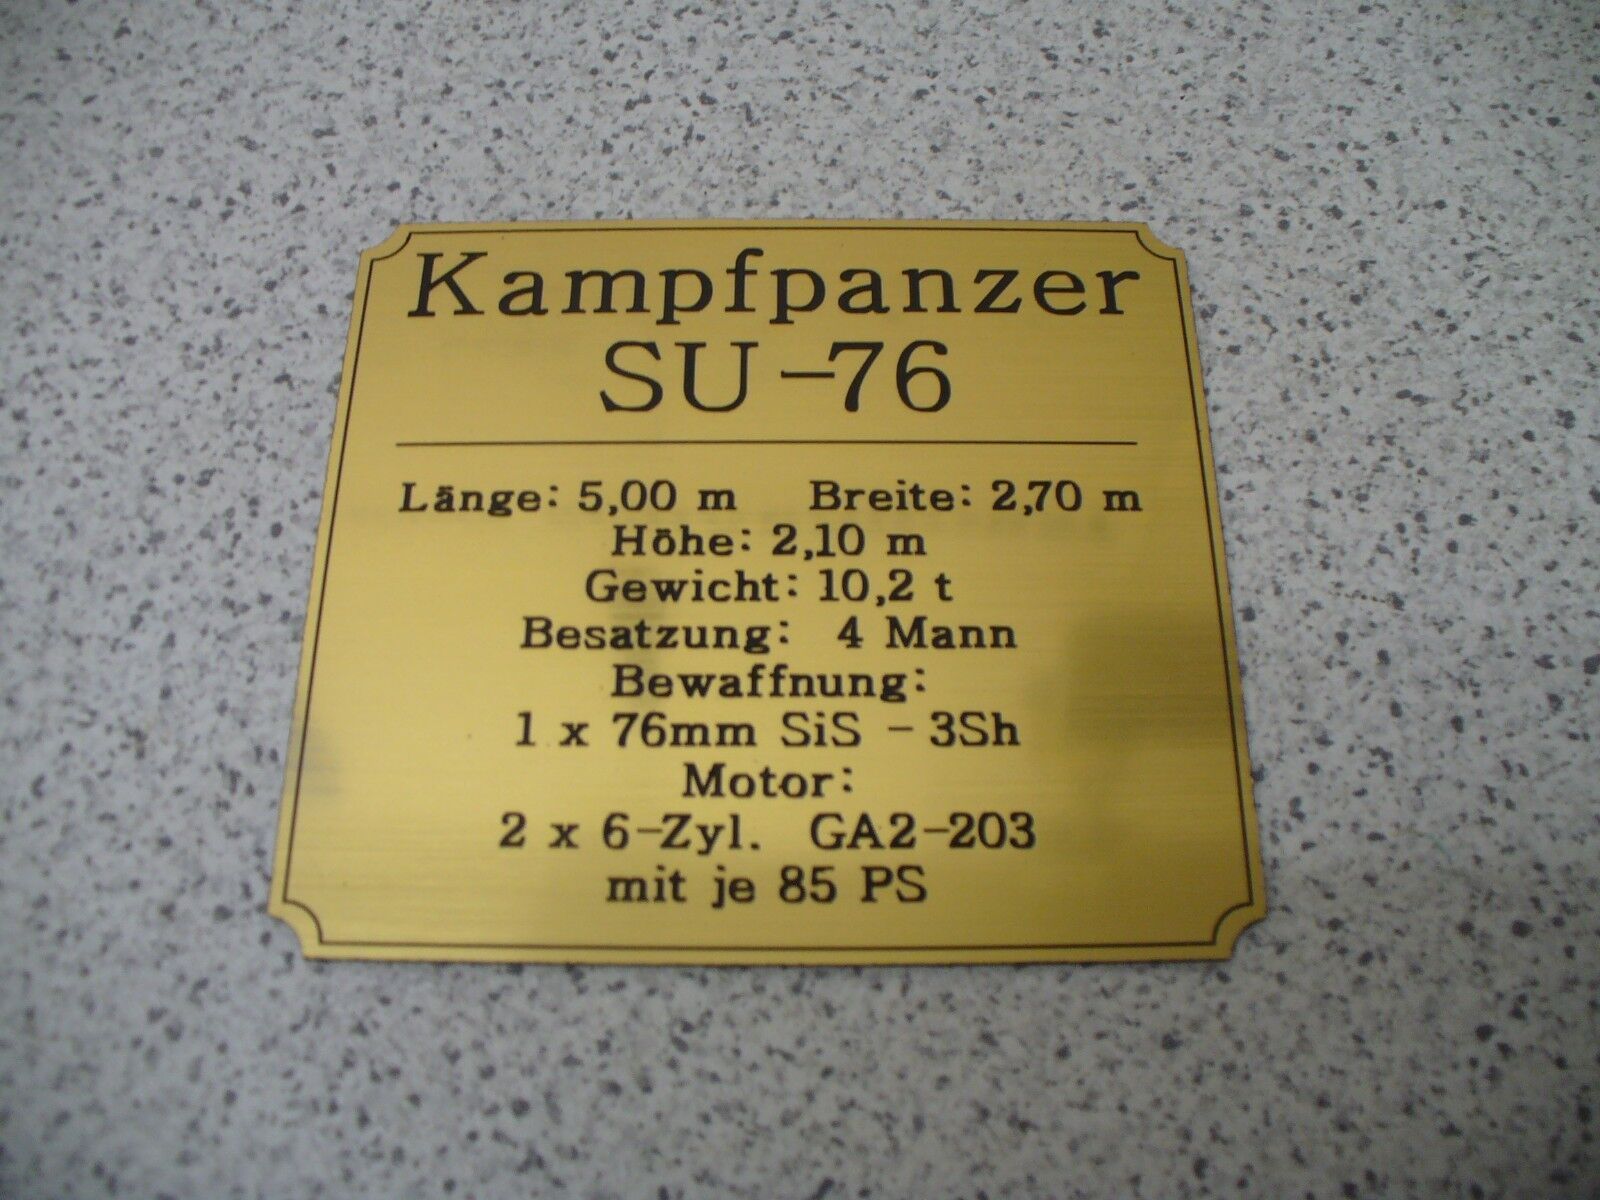 Kampfpanzer
SU-76
Länge: 5,00 m Breite: 2,70 m
Höhe: 2,10 m
Gewicht: 10,2 t
Besatzung: 4 Mann
Bewaffnung:
1 x 76mm SiS - 3Sh
Motor:
2 x 6-Zyl. GA2-203
mit je 85 PS